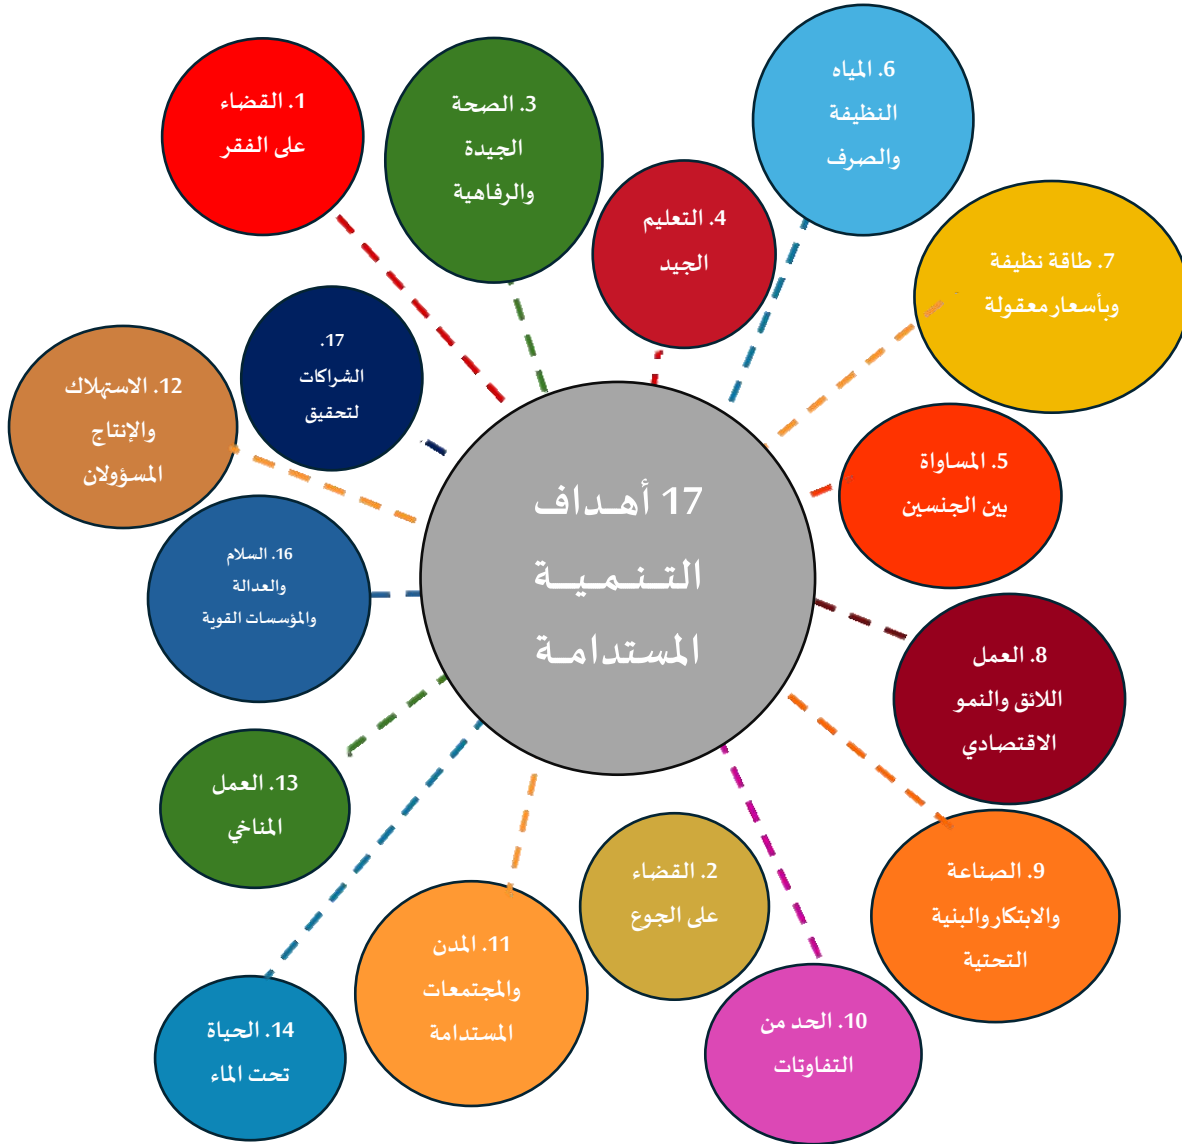 6. المياه
النظيفة
والصرف
1. القضاء
على الفقر
3. الصحة
الجيدة
والرفاهية
4. التعليم
الجيد
7. طاقة نظيفة
وبأسعار معقولة
17.
الشراكات
لتحقيق
12. الاستهلاك
والإنتاج
المسؤولان
5. المساواة
بين الجنسين
17 أهداف
التنمية
المستدامة
16. السلام
والعدالة
والمؤسسات القوية
8. العمل
اللائق والنمو
الاقتصادي
13. العمل
المناخي
2. القضاء
على الجوع
9. الصناعة
والابتكار والبنية
التحتية
11. المدن
والمجتمعات
المستدامة
10. الحد من
التفاوتات
14. الحياة
تحت الماء